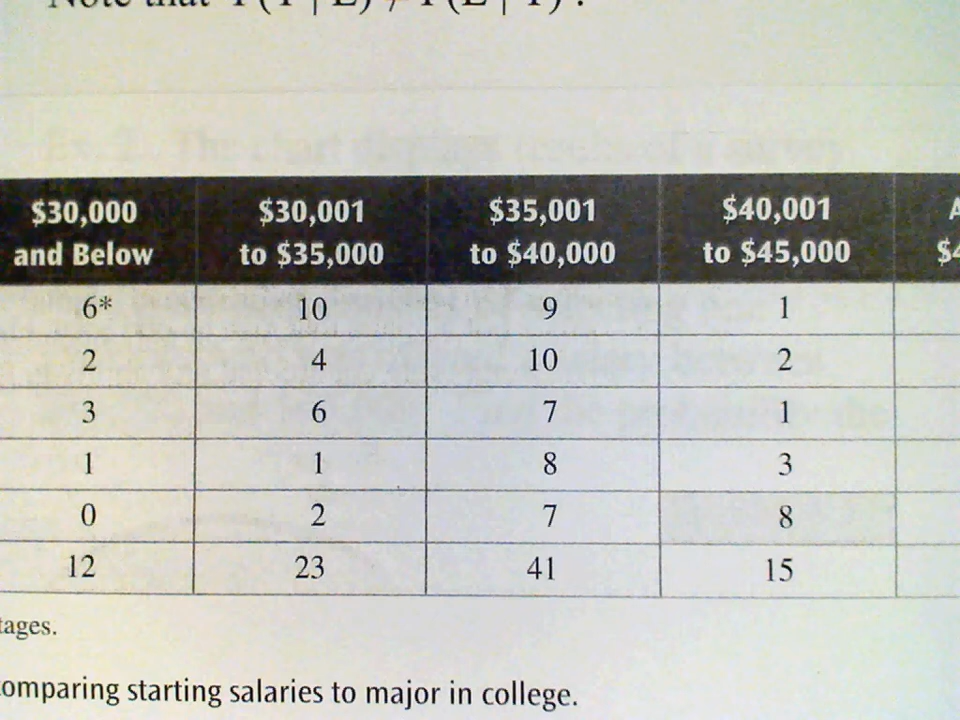 Note that P(T | L) ≠ P(L | T).
$30,000 $30,001 $35,001 $40,001
and Below to $35,000 to $40,000 to $45,000
6* 10 9 1
2 4 10 2
3 6 7
1 1 8 3
0 2 7 8
12 23 41 15
tages.
omparing starting salaries to major in college.